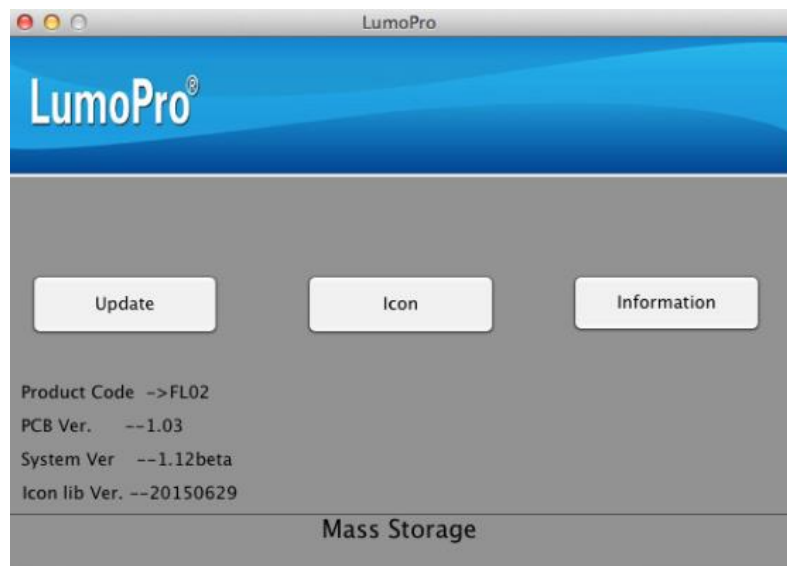 LumoPro
LumoPro®
Update Icon Information
Product Code ->FL02
PCB Ver. --1.03
System Ver --1.12beta
Icon lib Ver. --20150629
Mass Storage